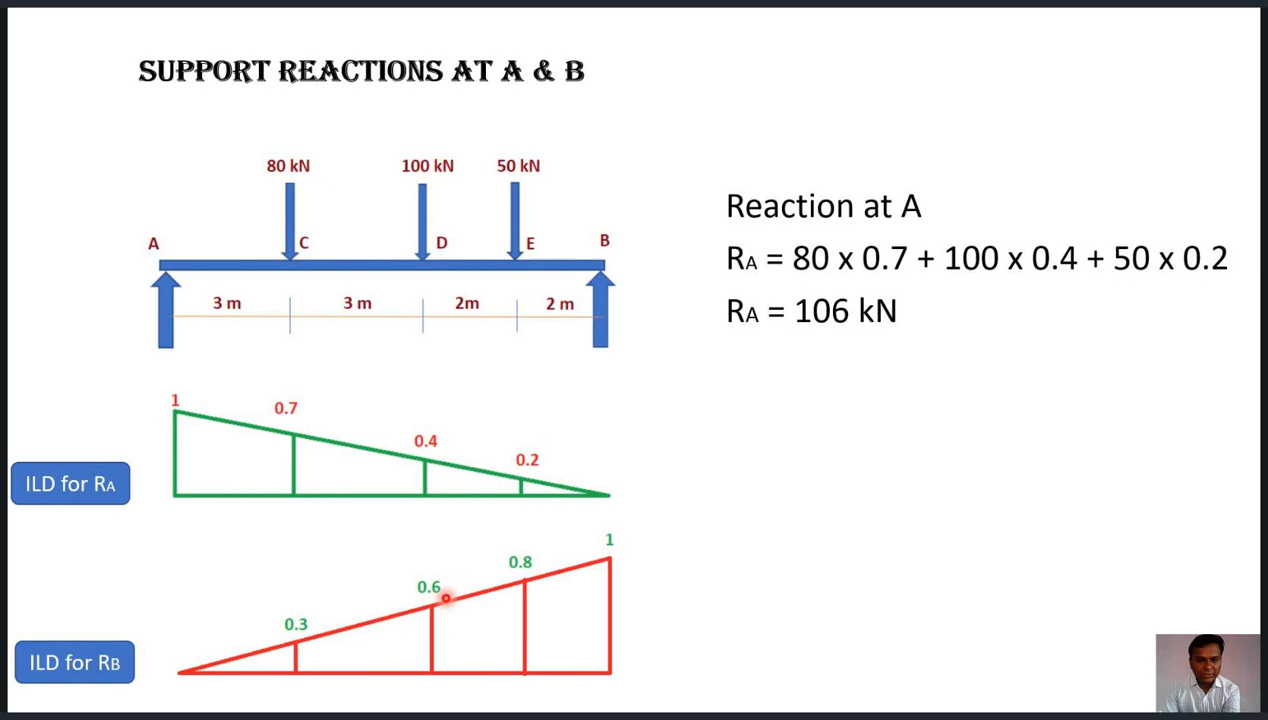 SUPPORT REACTIONS AT A & B
80 kN 100 kN 50 kN
A C D E B
3 m 3 m 2m 2 m
Reaction at A
RA = 80 x 0.7 + 100 x 0.4 + 50 x 0.2
RA = 106 kN
1 0.7 0.4 0.2
ILD for RA
0.3 0.6 0.8 1
ILD for RB